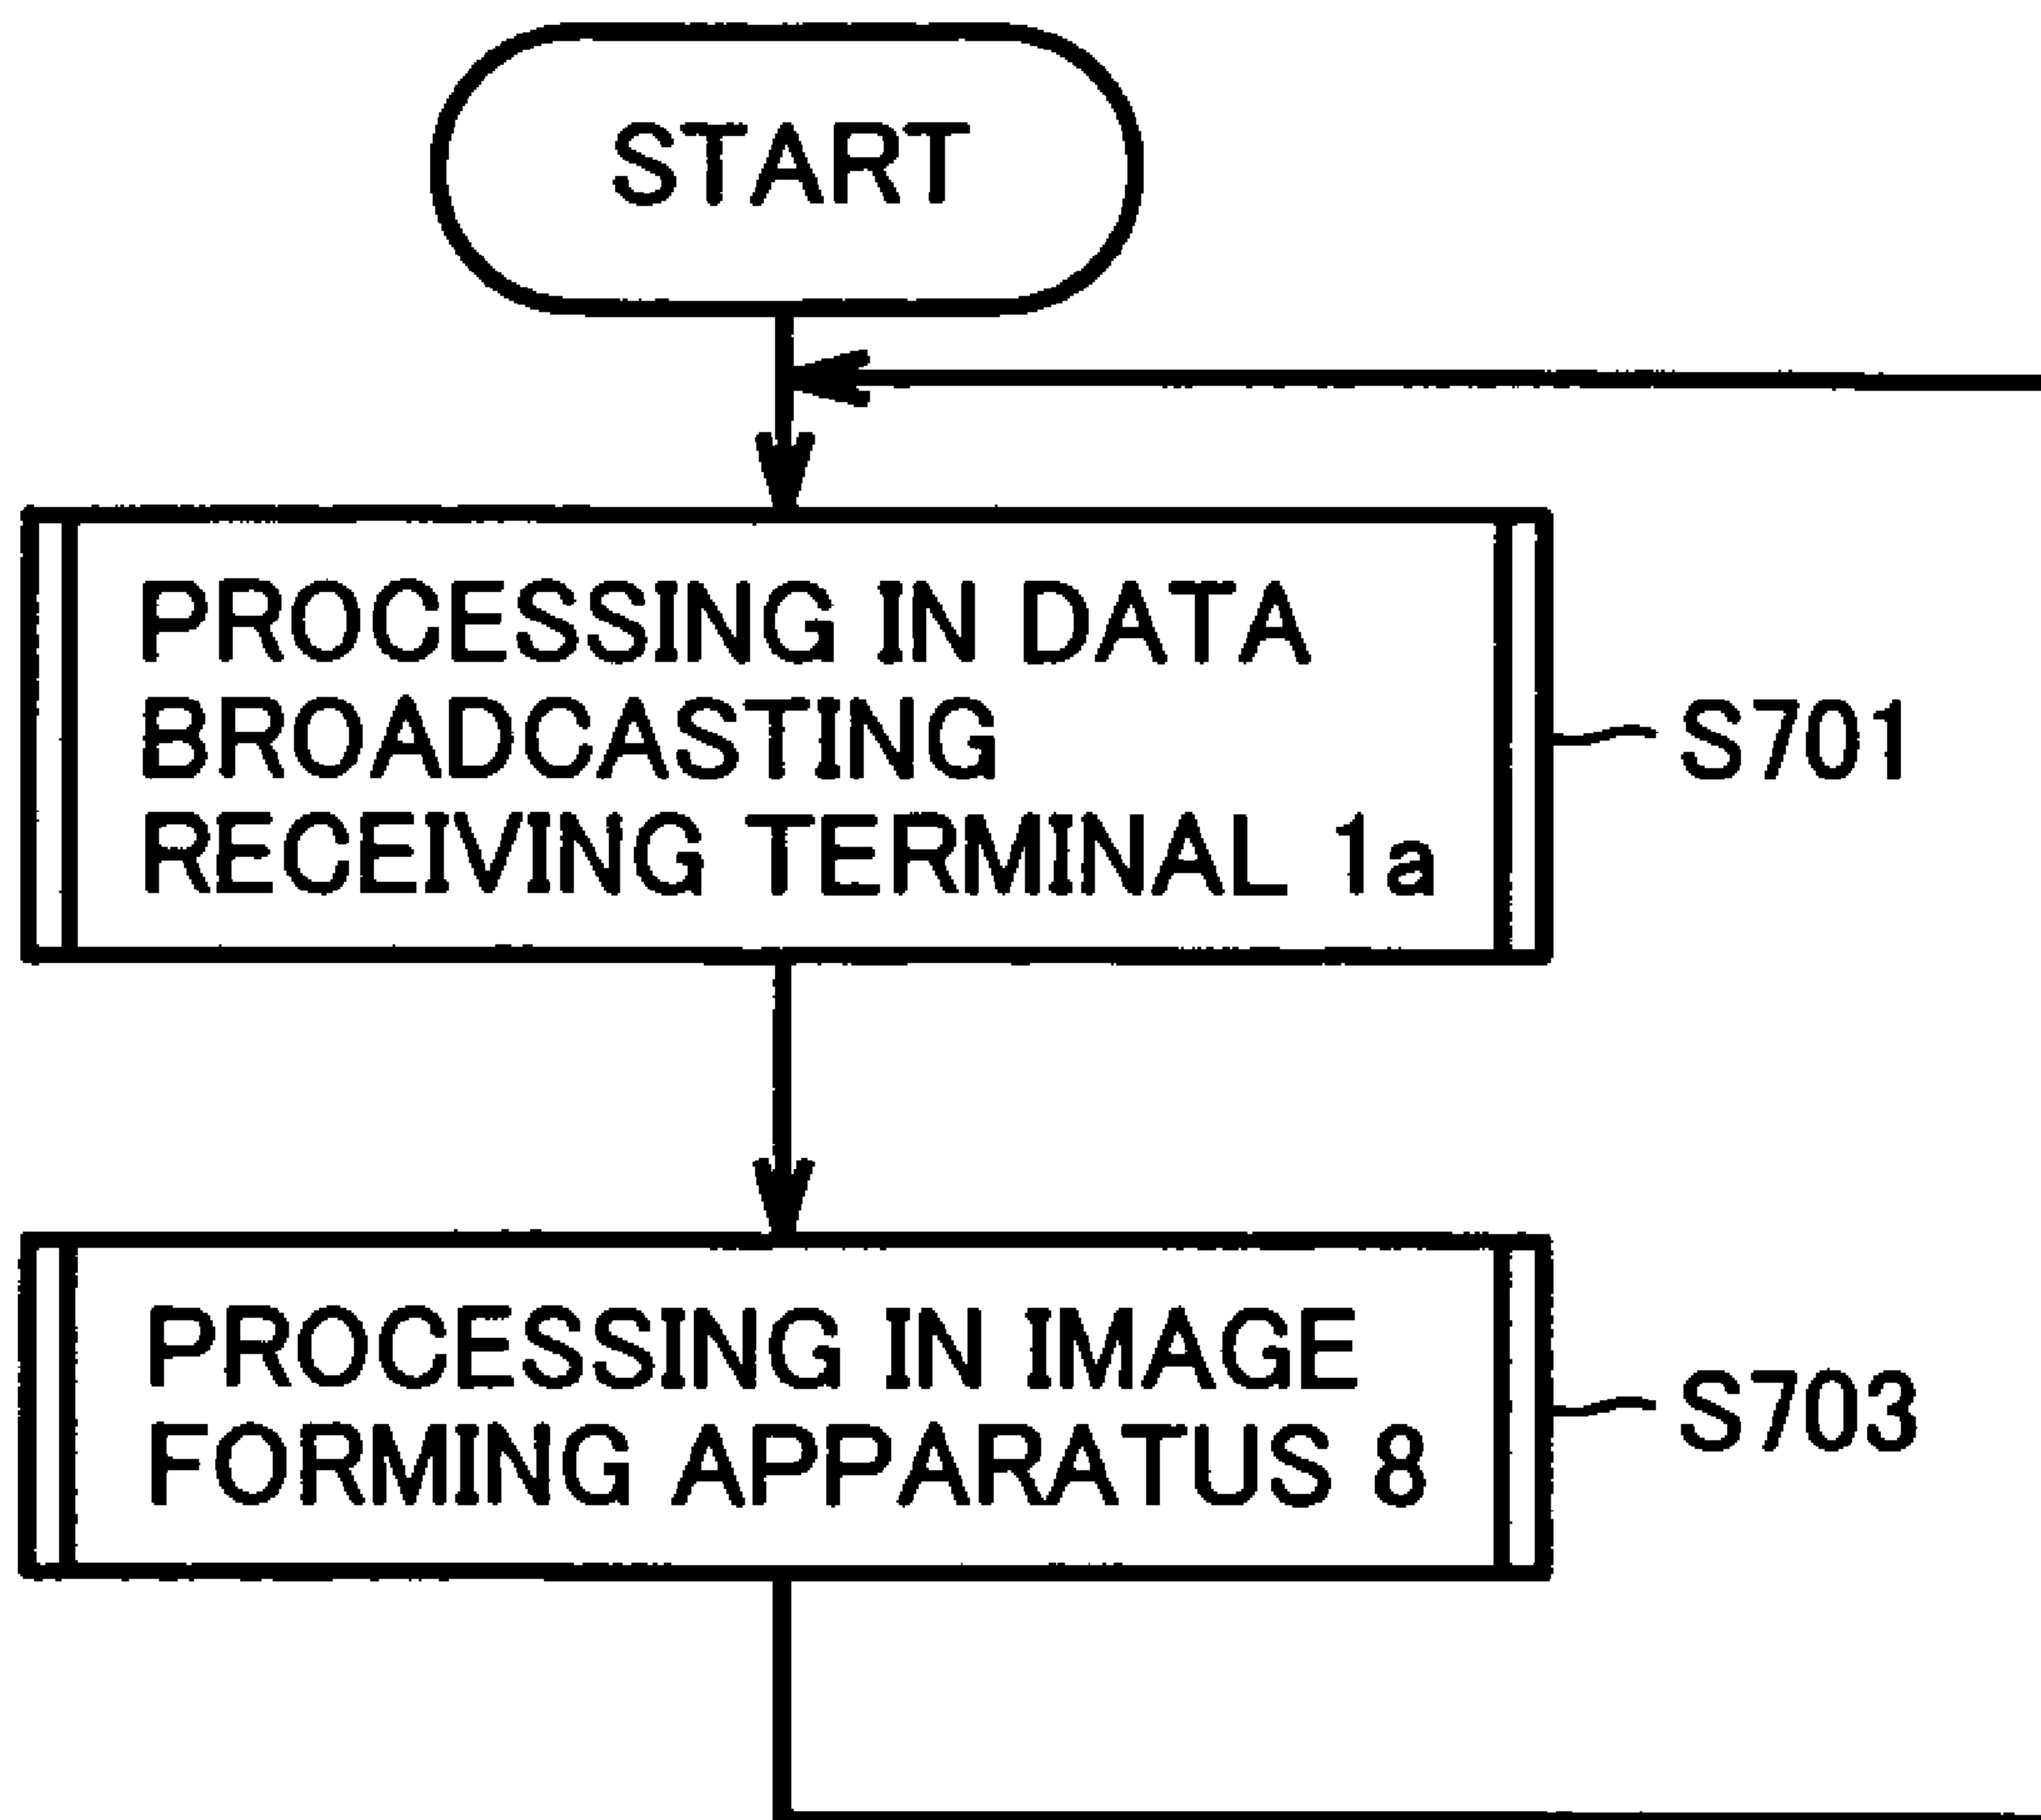 START
PROCESSING IN DATA
BROADCASTING
RECEIVING TERMINAL 1a
S701
PROCESSING IN IMAGE
FORMING APPARATUS 8
S703